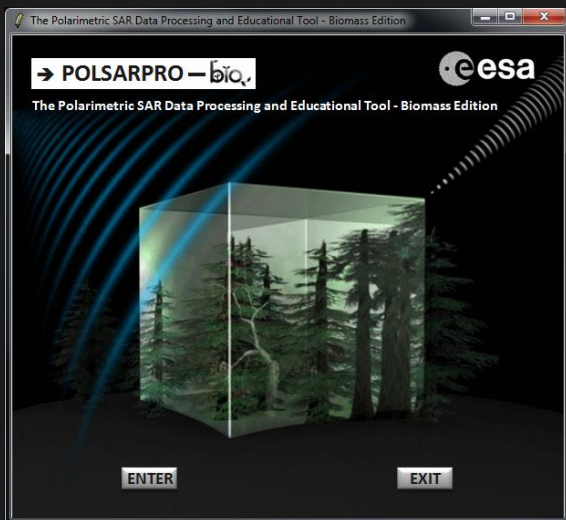 The Polarimetric SAR Data Processing and Educational Tool - Biomass Edition
→ POLSARPRO – bio
esa
The Polarimetric SAR Data Processing and Educational Tool - Biomass Edition
ENTER
EXIT